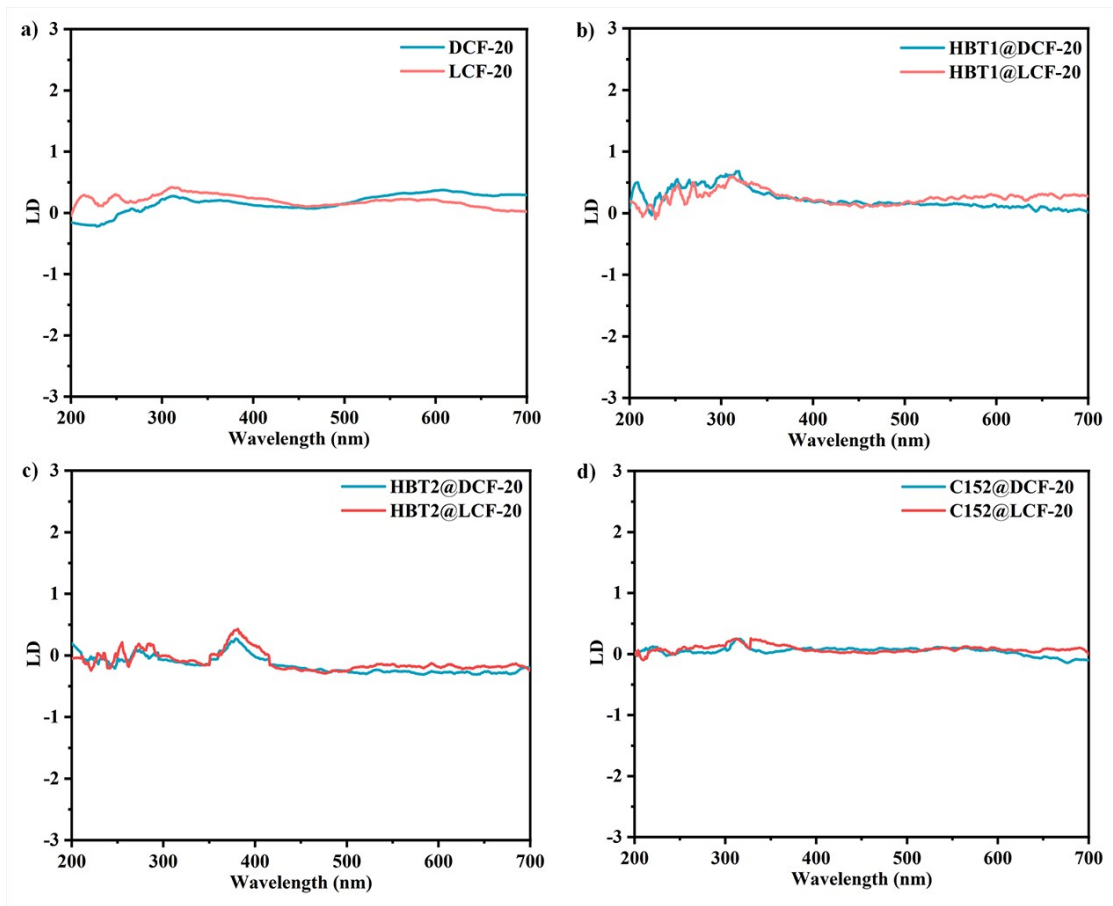 a)
DCF-20
LCF-20
3
2
1
0
-1
-2
-3
LD
200 300 400 500 600 700
Wavelength (nm)
b)
HBT1@DCF-20
HBT1@LCF-20
3
2
1
0
-1
-2
-3
LD
200 300 400 500 600 700
Wavelength (nm)
c)
HBT2@DCF-20
HBT2@LCF-20
3
2
1
0
-1
-2
-3
LD
200 300 400 500 600 700
Wavelength (nm)
d)
C152@DCF-20
C152@LCF-20
3
2
1
0
-1
-2
-3
LD
200 300 400 500 600 700
Wavelength (nm)